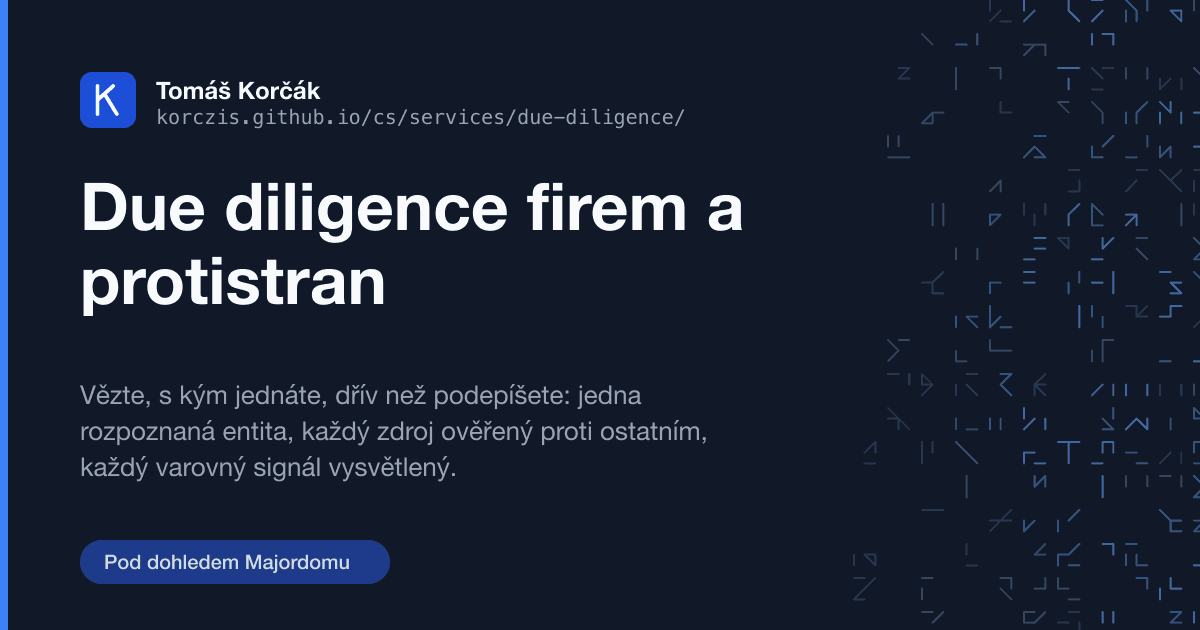 K
Tomáš Korčák
korczis.github.io/cs/services/due-diligence/
Due diligence firem a
protistran
Vězte, s kým jednáte, dřív než podepíšete: jedna
rozpoznaná entita, každý zdroj ověřený proti ostatním,
každý varovný signál vysvětlený.
Pod dohledem Majordomu